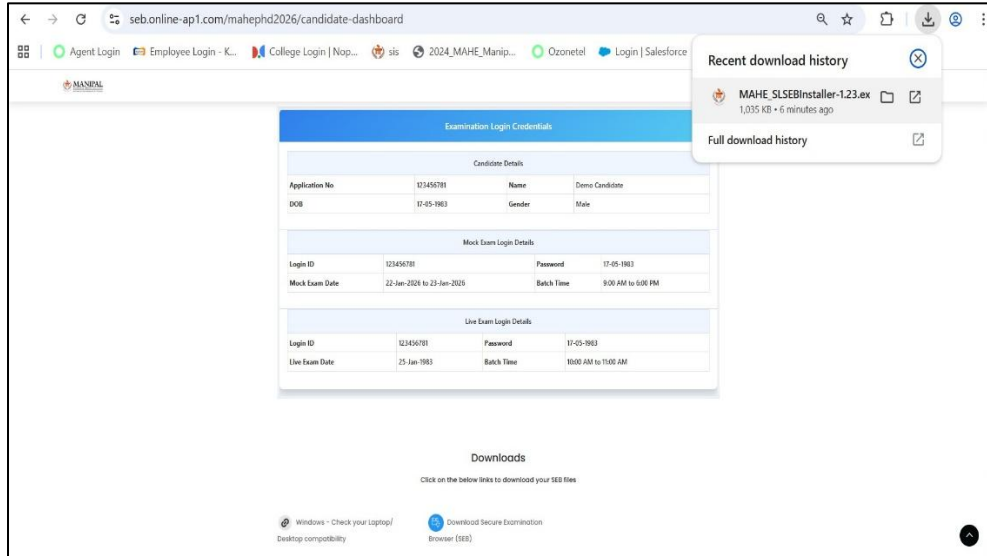 seb.online-ap1.com/mahephd2026/candidate-dashboard
Agent Login Employee Login - K... College Login | Nop... sis 2024_MAHE_Manip... Ozonetel Login | Salesforce
Recent download history
MAHE_SLSEBInstaller-1.23.ex
1,035 KB • 6 minutes ago
Full download history
MANIPAL
Examination Login Credentials
Candidate Details
Application No 123456781 Name Demo Candidate
DOB 17-05-1983 Gender Male
Mock Exam Login Details
Login ID 123456781 Password 17-05-1983
Mock Exam Date 22-Jan-2026 to 23-Jan-2026 Batch Time 9:00 AM to 6:00 PM
Live Exam Login Details
Login ID 123456781 Password 17-05-1983
Live Exam Date 25-Jan-1983 Batch Time 10:00 AM to 11:00 AM
Downloads
Click on the below links to download your SEB files
Windows - Check your Laptop/
Desktop compatibility
Download Secure Examination
Browser (SEB)